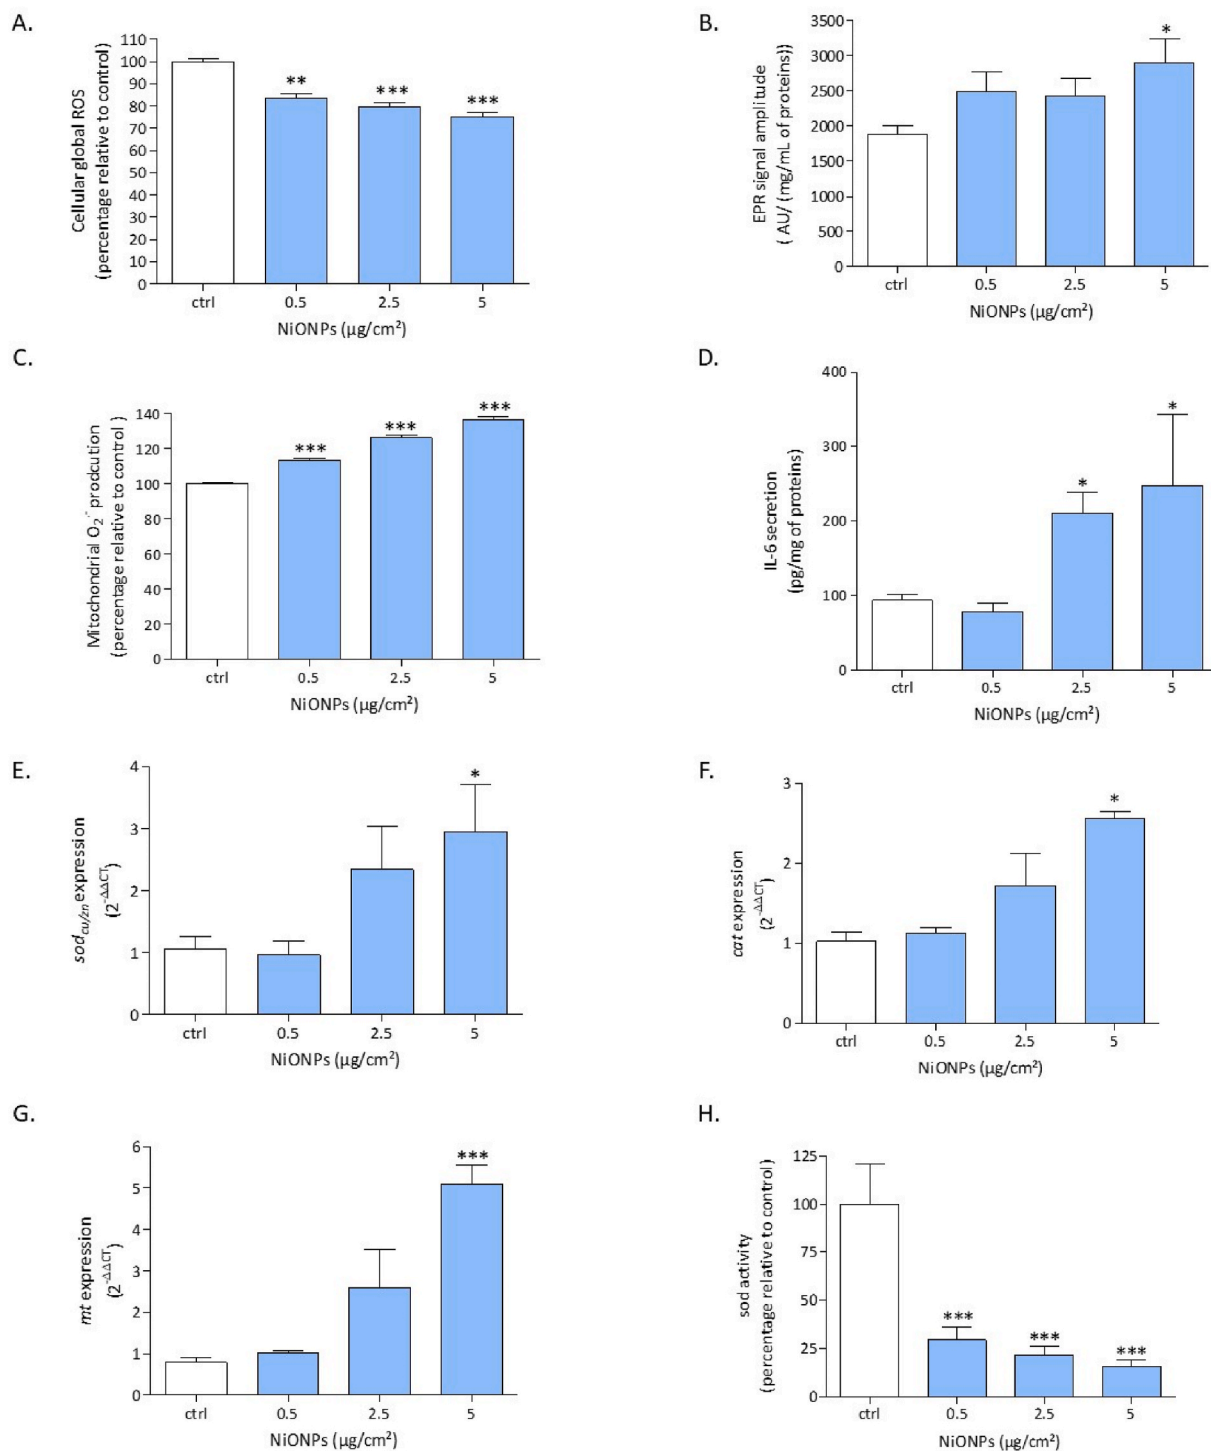 A.
Cellular global ROS
(percentage relative to control)
110
100
90
80
70
60
50
40
30
20
10
0
**
***
***
ctrl
0.5
2.5
5
NiONPs (µg/cm²)
B.
EPR signal amplitude
( AU/ (mg/mL of proteins))
3500
3000
2500
2000
1500
1000
500
0
*
ctrl
0.5
2.5
5
NiONPs (µg/cm²)
C.
Mitochondrial O₂˙⁻ prodcution
(percentage relative to control )
140
120
100
80
60
40
20
0
***
***
***
ctrl
0.5
2.5
5
NiONPs (µg/cm²)
D.
IL-6 secretion
(pg/mg of proteins)
400
300
200
100
0
*
*
ctrl
0.5
2.5
5
NiONPs (µg/cm²)
E.
sod cu/zn expression
(2^-ΔΔCT)
4
3
2
1
0
*
ctrl
0.5
2.5
5
NiONPs (µg/cm²)
F.
cat expression
(2^-ΔΔCT)
3
2
1
0
*
ctrl
0.5
2.5
5
NiONPs (µg/cm²)
G.
mt expression
(2^-ΔΔCT)
6
5
4
3
2
1
0
***
ctrl
0.5
2.5
5
NiONPs (µg/cm²)
H.
sod activity
(percentage relative to control)
125
100
75
50
25
0
***
***
***
ctrl
0.5
2.5
5
NiONPs (µg/cm²)